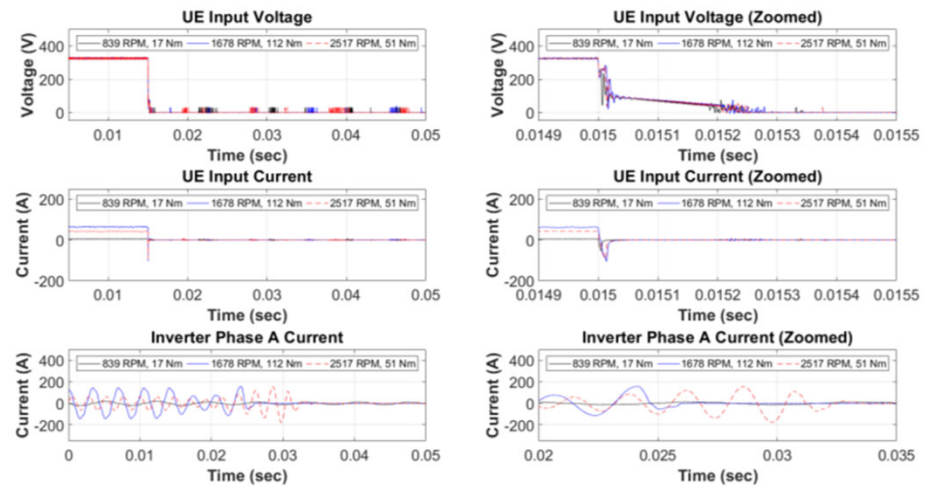 UE Input Voltage
839 RPM, 17 Nm 1678 RPM, 112 Nm 2517 RPM, 51 Nm
Voltage (V)
400
200
0
0.01 0.02 0.03 0.04 0.05
Time (sec)
UE Input Voltage (Zoomed)
839 RPM, 17 Nm 1678 RPM, 112 Nm 2517 RPM, 51 Nm
Voltage (V)
400
200
0
0.0149 0.015 0.0151 0.0152 0.0153 0.0154 0.0155
Time (sec)
UE Input Current
839 RPM, 17 Nm 1678 RPM, 112 Nm 2517 RPM, 51 Nm
Current (A)
200
0
-200
0.01 0.02 0.03 0.04 0.05
Time (sec)
UE Input Current (Zoomed)
839 RPM, 17 Nm 1678 RPM, 112 Nm 2517 RPM, 51 Nm
Current (A)
200
0
-200
0.0149 0.015 0.0151 0.0152 0.0153 0.0154 0.0155
Time (sec)
Inverter Phase A Current
839 RPM, 17 Nm 1678 RPM, 112 Nm 2517 RPM, 51 Nm
Current (A)
400
200
0
-200
0 0.01 0.02 0.03 0.04 0.05
Time (sec)
Inverter Phase A Current (Zoomed)
839 RPM, 17 Nm 1678 RPM, 112 Nm 2517 RPM, 51 Nm
Current (A)
400
200
0
-200
0.02 0.025 0.03 0.035
Time (sec)